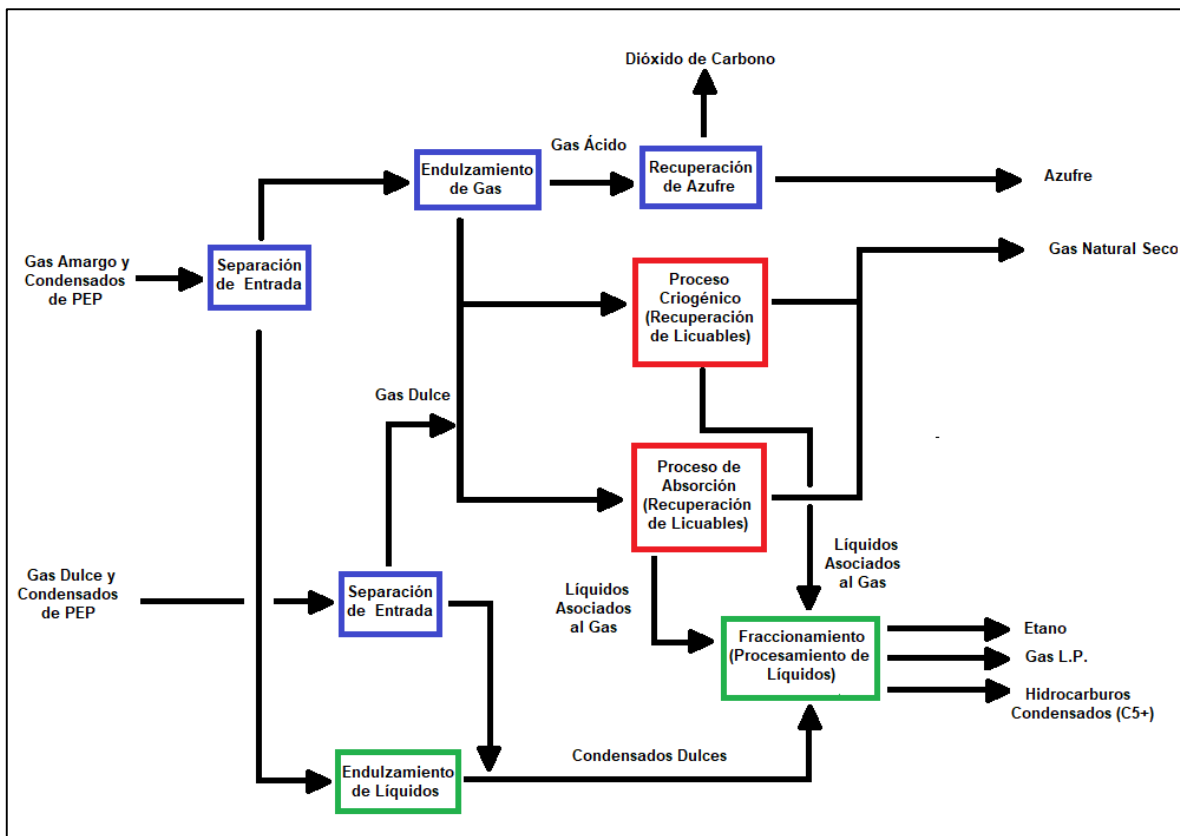 Dióxido de Carbono
Gas Ácido
Endulzamiento
de Gas
Recuperación
de Azufre
Azufre
Gas Amargo y
Condensados
de PEP
Separación
de Entrada
Gas Natural Seco
Proceso
Criogénico
(Recuperación
de Licuables)
Gas Dulce
Proceso de
Absorción
(Recuperación
de Licuables)
Gas Dulce y
Condensados
de PEP
Separación
de Entrada
Líquidos
Asociados
al Gas
Líquidos
Asociados
al Gas
Fraccionamiento
(Procesamiento de
Líquidos)
Etano
Gas L.P.
Hidrocarburos
Condensados (C5+)
Endulzamiento
de Líquidos
Condensados Dulces